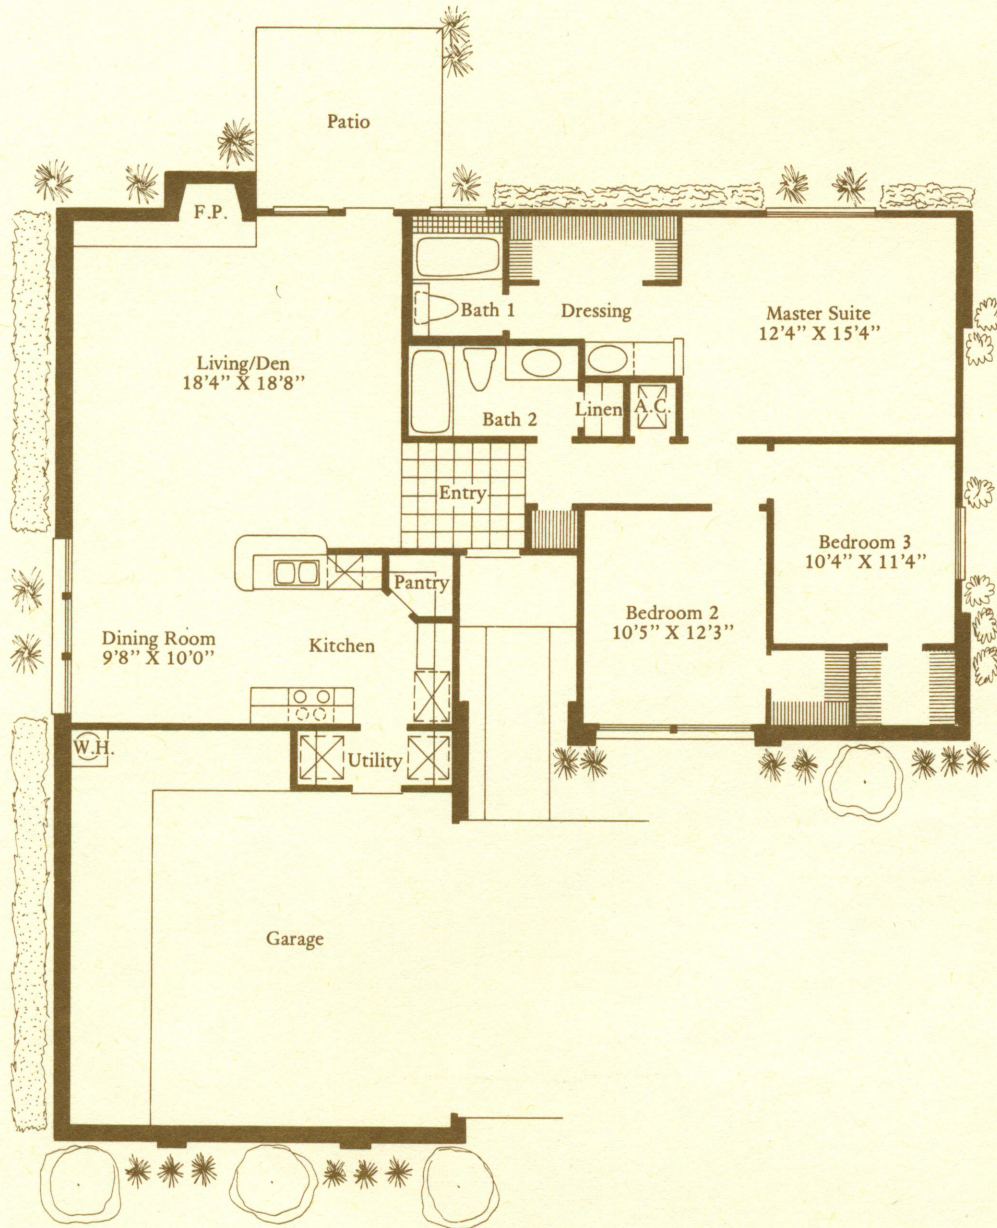 Patio
F.P.
Bath 1
Dressing
Master Suite
12’4” X 15’4”
Living/Den
18’4” X 18’8”
Bath 2
Linen
A.C.
Entry
Bedroom 3
10’4” X 11’4”
Pantry
Bedroom 2
10’5” X 12’3”
Dining Room
9’8” X 10’0”
Kitchen
W.H.
Utility
Garage